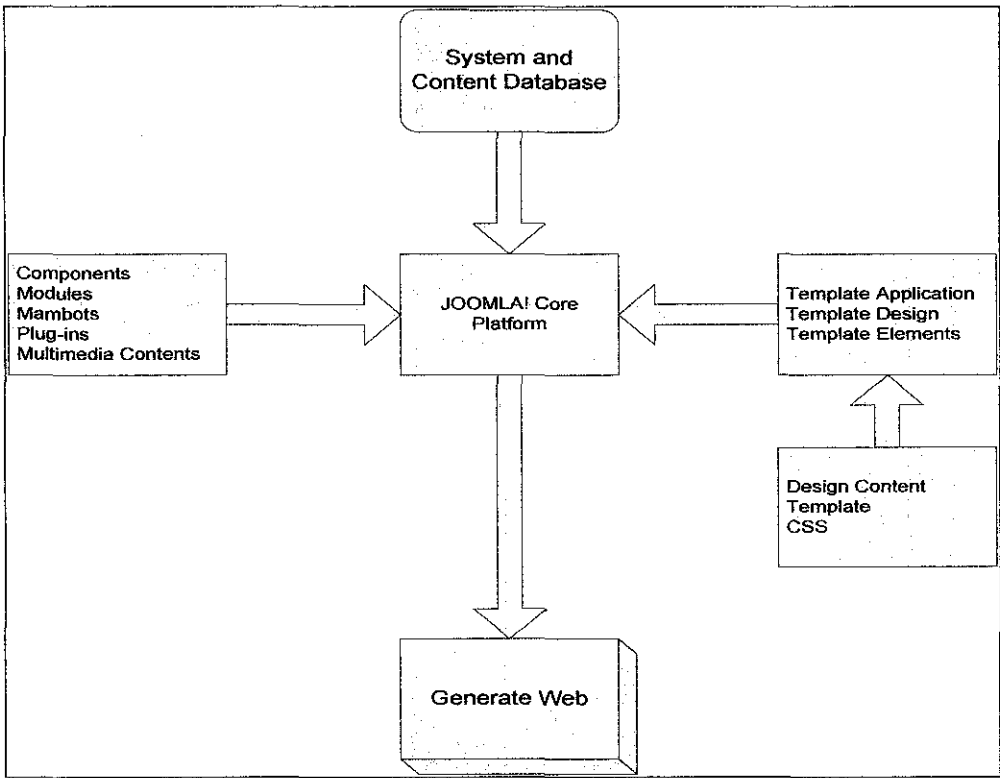 System and
Content Database
Components
Modules
Mambots
Plug-ins
Multimedia Contents
JOOMLA! Core
Platform
Template Application
Template Design
Template Elements
Design Content
Template
CSS
Generate Web